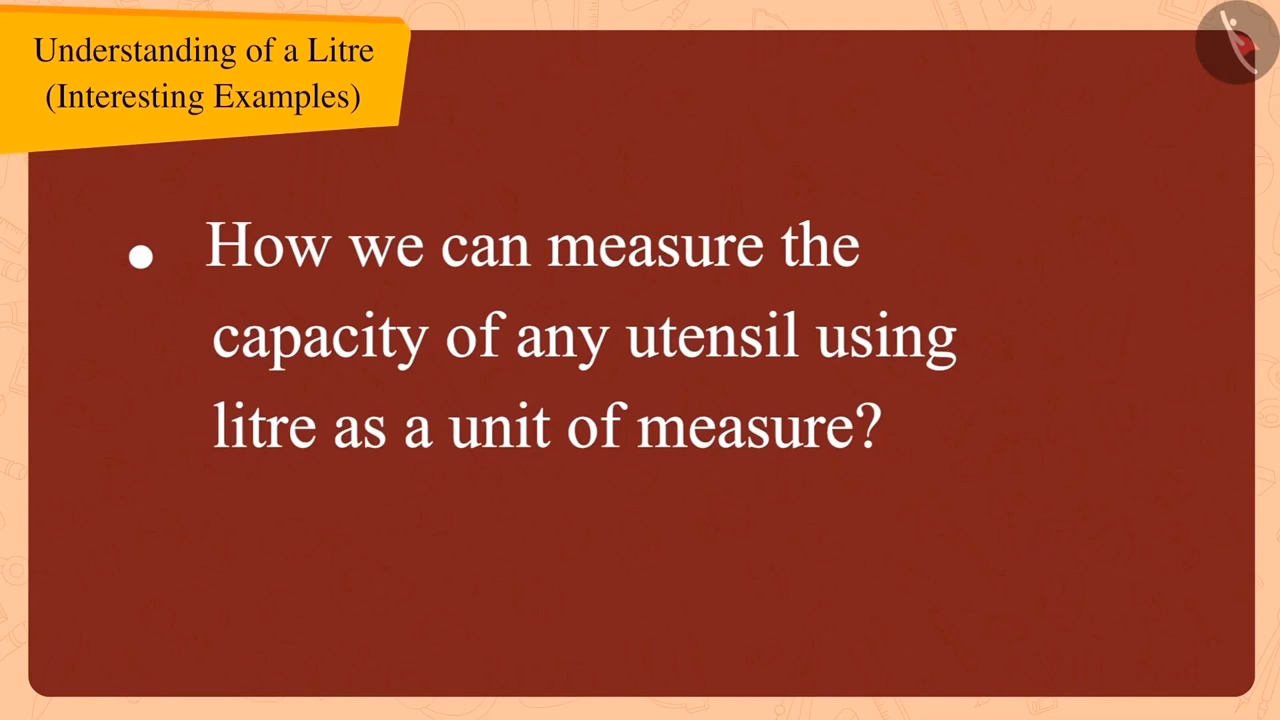 Understanding of a Litre
(Interesting Examples)
• How we can measure the
capacity of any utensil using
litre as a unit of measure?